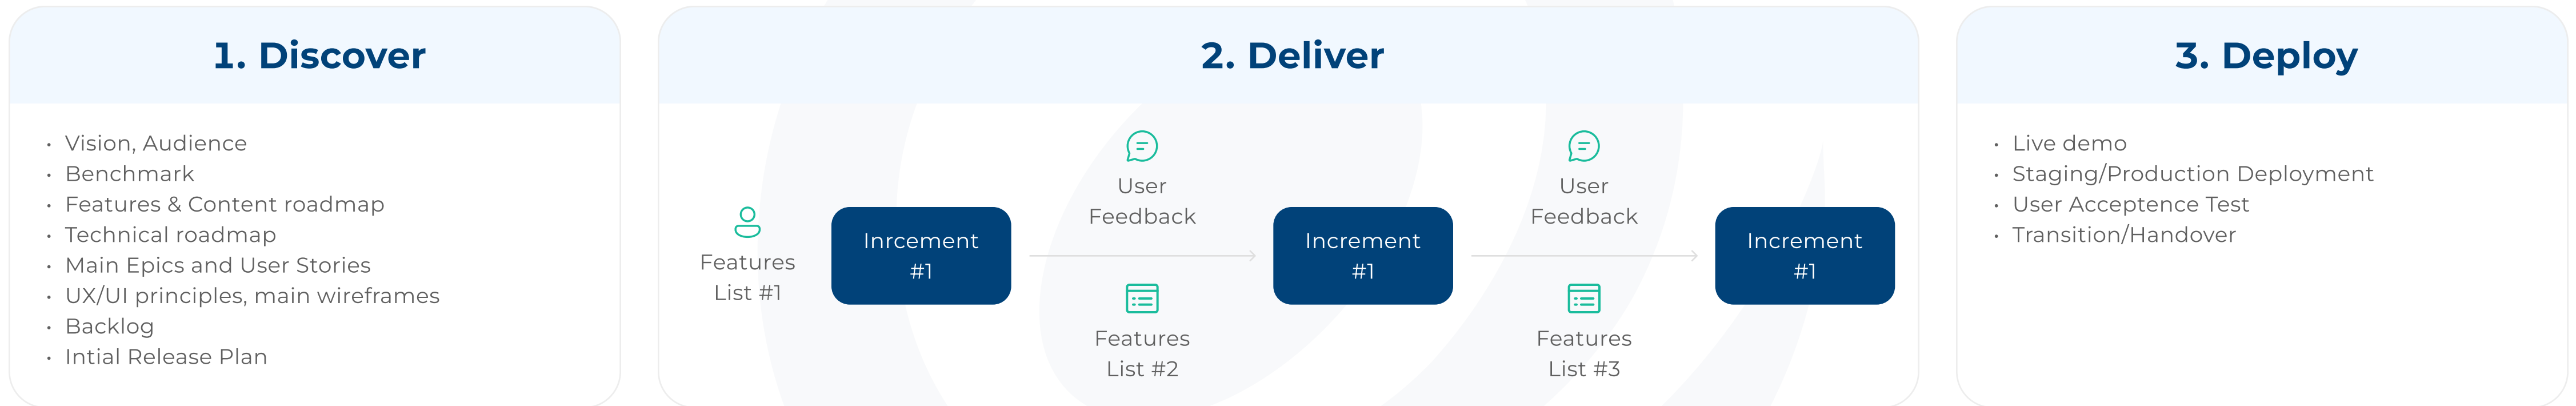 1. Discover
• Vision, Audience
• Benchmark
• Features & Content roadmap
• Technical roadmap
• Main Epics and User Stories
• UX/UI principles, main wireframes
• Backlog
• Intial Release Plan
2. Deliver
Features
List #1
Inrcement
#1
User
Feedback
Features
List #2
Increment
#1
User
Feedback
Features
List #3
Increment
#1
3. Deploy
• Live demo
• Staging/Production Deployment
• User Acceptence Test
• Transition/Handover